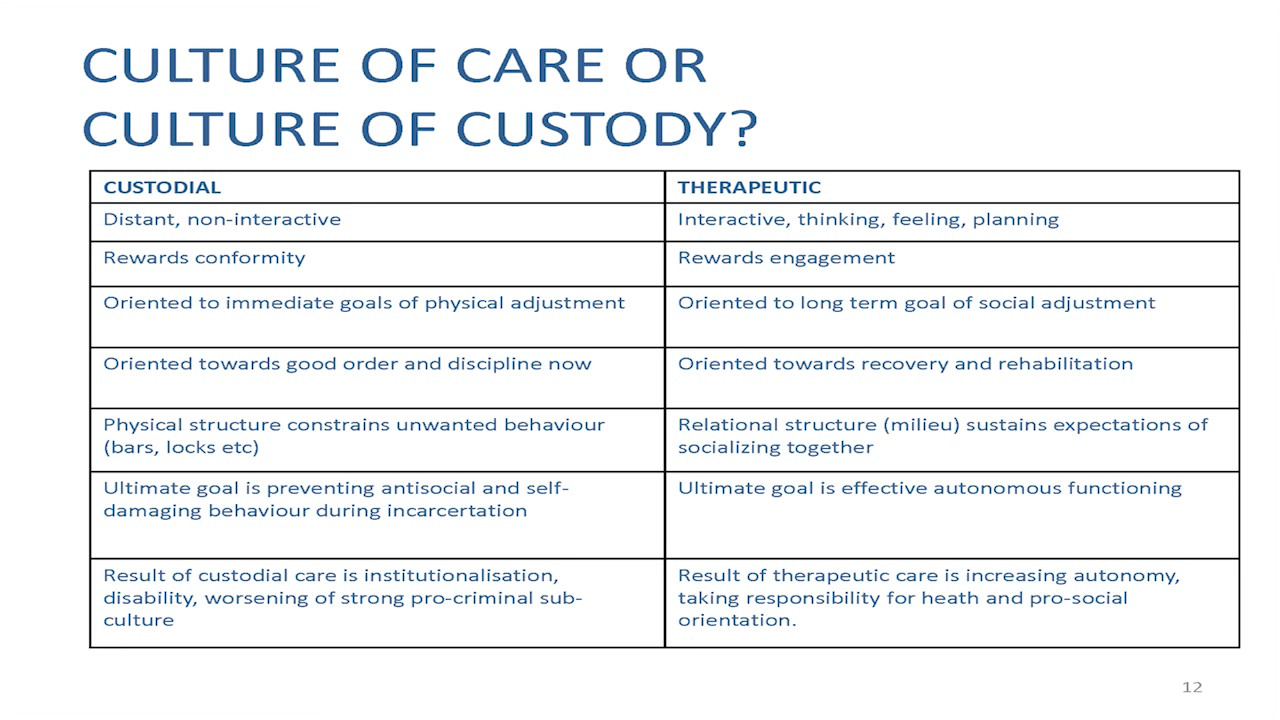 CULTURE OF CARE OR
CULTURE OF CUSTODY?
CUSTODIAL
THERAPEUTIC
Distant, non-interactive
Interactive, thinking, feeling, planning
Rewards conformity
Rewards engagement
Oriented to immediate goals of physical adjustment
Oriented to long term goal of social adjustment
Oriented towards good order and discipline now
Oriented towards recovery and rehabilitation
Physical structure constrains unwanted behaviour
(bars, locks etc)
Relational structure (milieu) sustains expectations of
socializing together
Ultimate goal is preventing antisocial and self-
damaging behaviour during incarcertation
Ultimate goal is effective autonomous functioning
Result of custodial care is institutionalisation,
disability, worsening of strong pro-criminal sub-
culture
Result of therapeutic care is increasing autonomy,
taking responsibility for heath and pro-social
orientation.
12